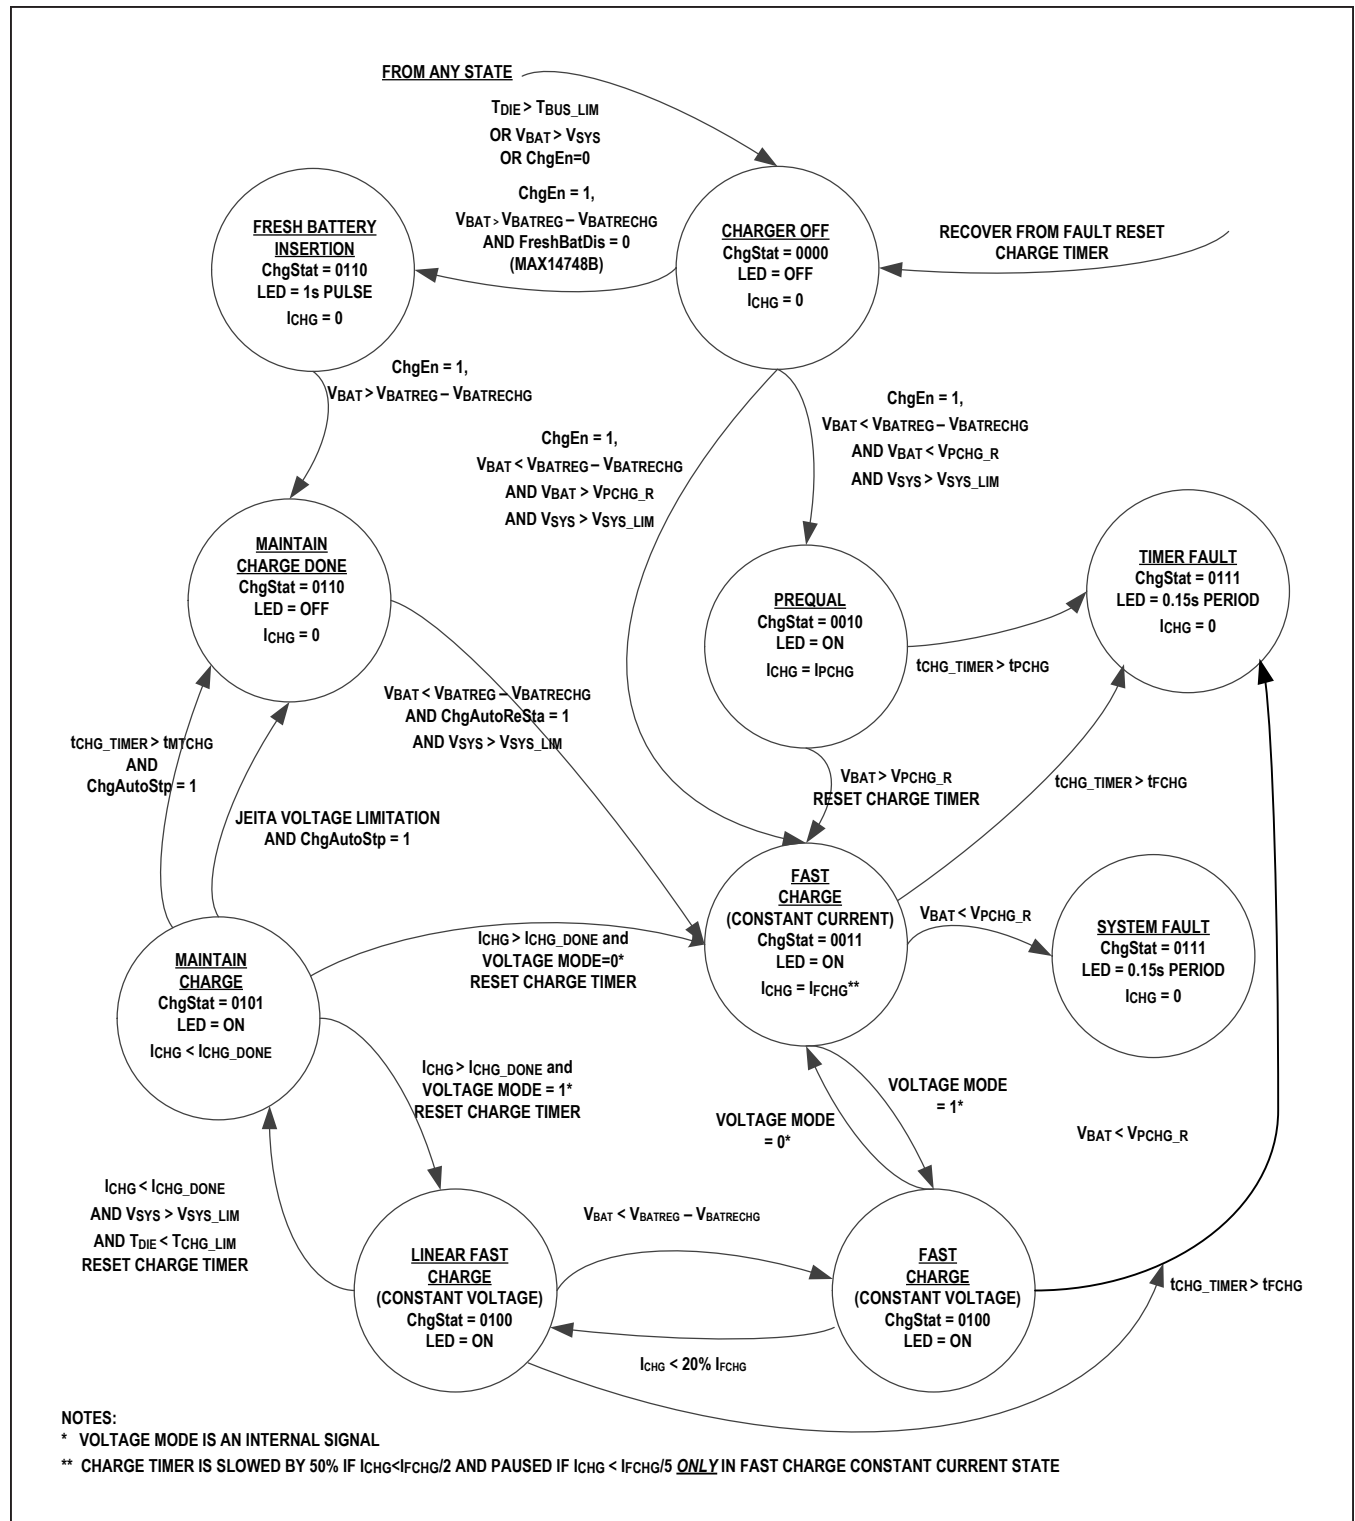 FROM ANY STATE
TDIE > TBUS_LIM
OR VBAT > VSYS
OR ChgEn=0
ChgEn = 1,
VBAT > VBATREG – VBATRECHG
AND FreshBatDis = 0
(MAX14748B)
FRESH BATTERY
INSERTION
ChgStat = 0110
LED = 1s PULSE
ICHG = 0
CHARGER OFF
ChgStat = 0000
LED = OFF
ICHG = 0
RECOVER FROM FAULT RESET
CHARGE TIMER
ChgEn = 1,
VBAT > VBATREG – VBATRECHG
ChgEn = 1,
VBAT < VBATREG – VBATRECHG
AND VBAT < VPCHG_R
AND VSYS > VSYS_LIM
ChgEn = 1,
VBAT < VBATREG – VBATRECHG
AND VBAT > VPCHG_R
AND VSYS > VSYS_LIM
MAINTAIN
CHARGE DONE
ChgStat = 0110
LED = OFF
ICHG = 0
PREQUAL
ChgStat = 0010
LED = ON
ICHG = IPCHG
TIMER FAULT
ChgStat = 0111
LED = 0.15s PERIOD
ICHG = 0
tCHG_TIMER > tPCHG
VBAT < VBATREG – VBATRECHG
AND ChgAutoReSta = 1
AND VSYS > VSYS_LIM
tCHG_TIMER > tMTCHG
AND
ChgAutoStp = 1
JEITA VOLTAGE LIMITATION
AND ChgAutoStp = 1
VBAT > VPCHG_R
RESET CHARGE TIMER
tCHG_TIMER > tFCHG
FAST
CHARGE
(CONSTANT CURRENT)
ChgStat = 0011
LED = ON
ICHG = IFCHG**
VBAT < VPCHG_R
SYSTEM FAULT
ChgStat = 0111
LED = 0.15s PERIOD
ICHG = 0
MAINTAIN
CHARGE
ChgStat = 0101
LED = ON
ICHG < ICHG_DONE
ICHG > ICHG_DONE and
VOLTAGE MODE=0*
RESET CHARGE TIMER
ICHG > ICHG_DONE and
VOLTAGE MODE = 1*
RESET CHARGE TIMER
VOLTAGE MODE
= 1*
VOLTAGE MODE
= 0*
VBAT < VPCHG_R
ICHG < ICHG_DONE
AND VSYS > VSYS_LIM
AND TDIE < TCHG_LIM
RESET CHARGE TIMER
VBAT < VBATREG – VBATRECHG
LINEAR FAST
CHARGE
(CONSTANT VOLTAGE)
ChgStat = 0100
LED = ON
FAST
CHARGE
(CONSTANT VOLTAGE)
ChgStat = 0100
LED = ON
tCHG_TIMER > tFCHG
ICHG < 20% IFCHG
NOTES:
* VOLTAGE MODE IS AN INTERNAL SIGNAL
** CHARGE TIMER IS SLOWED BY 50% IF ICHG<IFCHG/2 AND PAUSED IF ICHG < IFCHG/5 ONLY IN FAST CHARGE CONSTANT CURRENT STATE